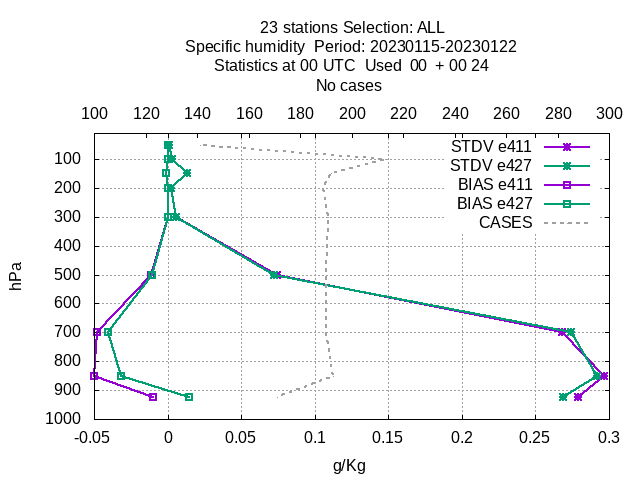 23 stations Selection: ALL
Specific humidity  Period: 20230115-20230122
Statistics at 00 UTC  Used  00  + 00 24
No cases
100 120 140 160 180 200 220 240 260 280 300
STDV e411
STDV e427
BIAS e411
BIAS e427
CASES
hPa
100
200
300
400
500
600
700
800
900
1000
-0.05 0 0.05 0.1 0.15 0.2 0.25 0.3
g/Kg